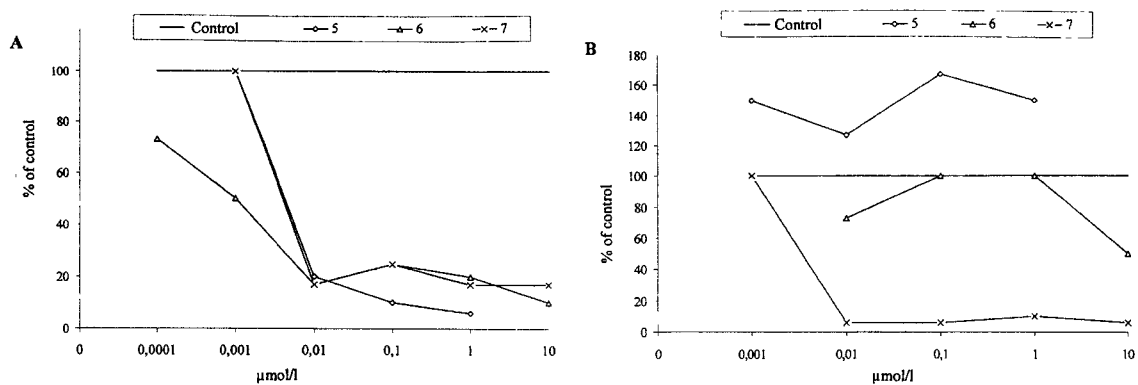 A
Control 5 6 7
% of control
100
80
60
40
20
0
0 0,0001 0,001 0,01 0,1 1 10
µmol/l
B
Control 5 6 7
% of control
180
160
140
120
100
80
60
40
20
0
0 0,001 0,01 0,1 1 10
µmol/l